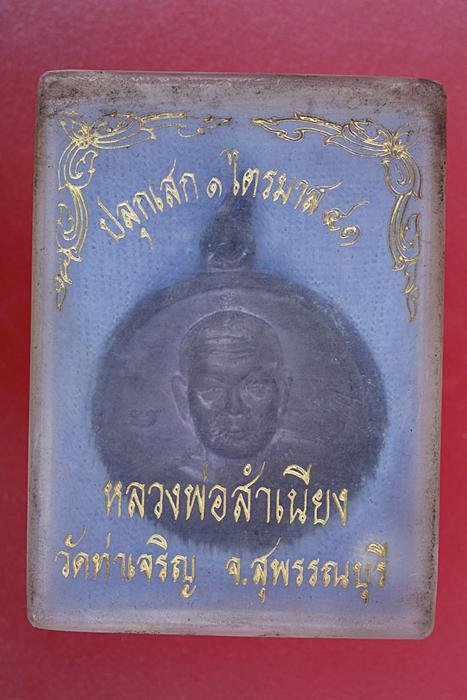 ปลุกเสก ๑ ไตรมาส ๔๑
หลวงพ่อสำเนียง
วัดท่าเจริญ จ.สุพรรณบุรี